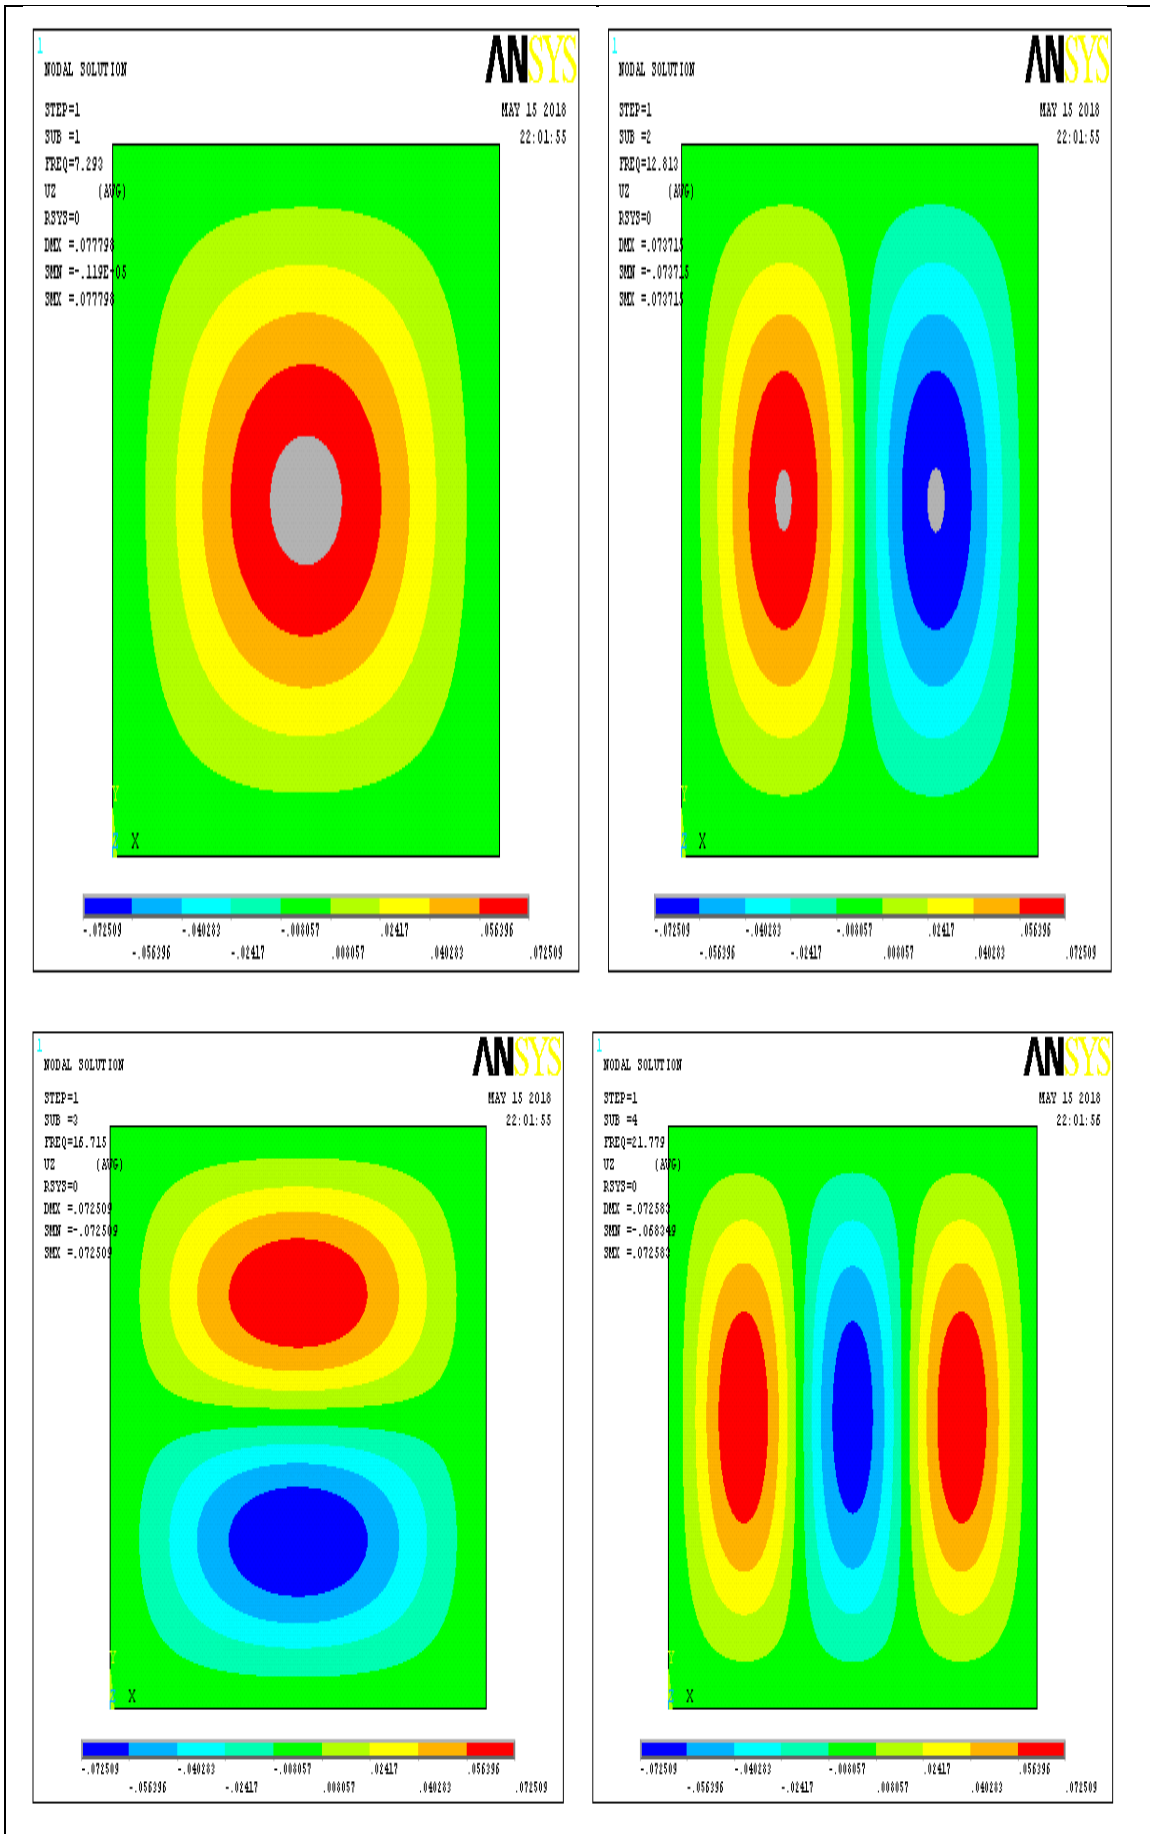 1
ANSYS
NODAL SOLUTION
STEP=1
MAY 15 2018
SUB =1
22:01:55
FREQ=7.293
UZ (AVG)
RSYS=0
DMX =.077798
SMN =-.119E-05
SMX =.077798
Y
Z X
-.072509 -.040283 -.008057 .02417 .056396
-.056396 -.02417 .008057 .040283 .072509
1
ANSYS
NODAL SOLUTION
STEP=1
MAY 15 2018
SUB =2
22:01:55
FREQ=12.813
UZ (AVG)
RSYS=0
DMX =.073715
SMN =-.073715
SMX =.073715
Y
Z X
-.072509 -.040283 -.008057 .02417 .056396
-.056396 -.02417 .008057 .040283 .072509
1
ANSYS
NODAL SOLUTION
STEP=1
MAY 15 2018
SUB =3
22:01:55
FREQ=16.715
UZ (AVG)
RSYS=0
DMX =.072509
SMN =-.072509
SMX =.072509
Y
Z X
-.072509 -.040283 -.008057 .02417 .056396
-.056396 -.02417 .008057 .040283 .072509
1
ANSYS
NODAL SOLUTION
STEP=1
MAY 15 2018
SUB =4
22:01:56
FREQ=21.779
UZ (AVG)
RSYS=0
DMX =.072583
SMN =-.068349
SMX =.072583
Y
Z X
-.072509 -.040283 -.008057 .02417 .056396
-.056396 -.02417 .008057 .040283 .072509